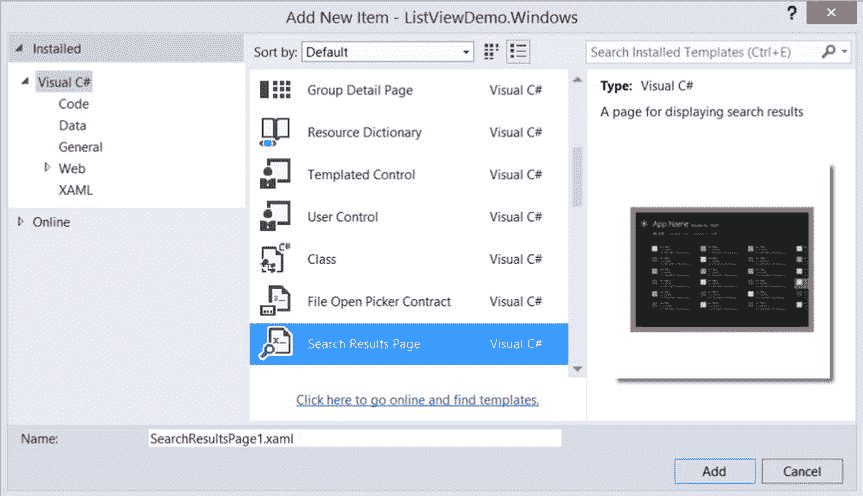 Add New Item - ListViewDemo.Windows
?
Installed
Sort by: Default
Search Installed Templates (Ctrl+E)
Visual C#
Code
Data
General
Web
XAML
Online
Group Detail Page Visual C#
Resource Dictionary Visual C#
Templated Control Visual C#
User Control Visual C#
C#
Class Visual C#
File Open Picker Contract Visual C#
Search Results Page Visual C#
Click here to go online and find templates.
Type: Visual C#
A page for displaying search results
App Name
Name: SearchResultsPage1.xaml
Add Cancel